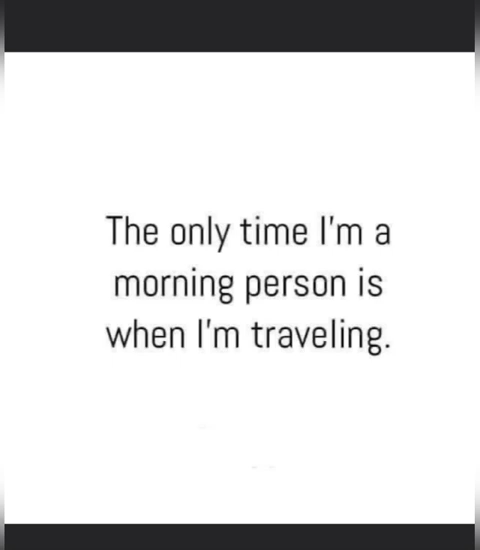 The only time I'm a
morning person is
when I'm traveling.